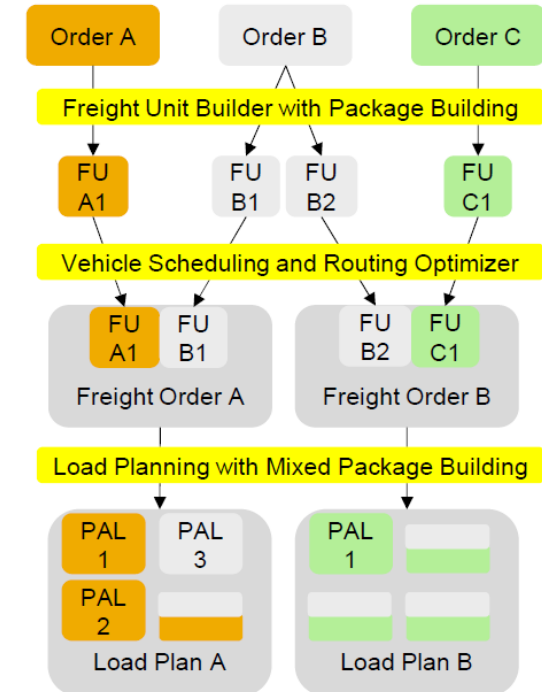 Order A
Order B
Order C
Freight Unit Builder with Package Building
FU
A1
FU
B1
FU
B2
FU
C1
Vehicle Scheduling and Routing Optimizer
FU
A1
FU
B1
Freight Order A
FU
B2
FU
C1
Freight Order B
Load Planning with Mixed Package Building
PAL
1
PAL
3
PAL
2
Load Plan A
PAL
1
Load Plan B